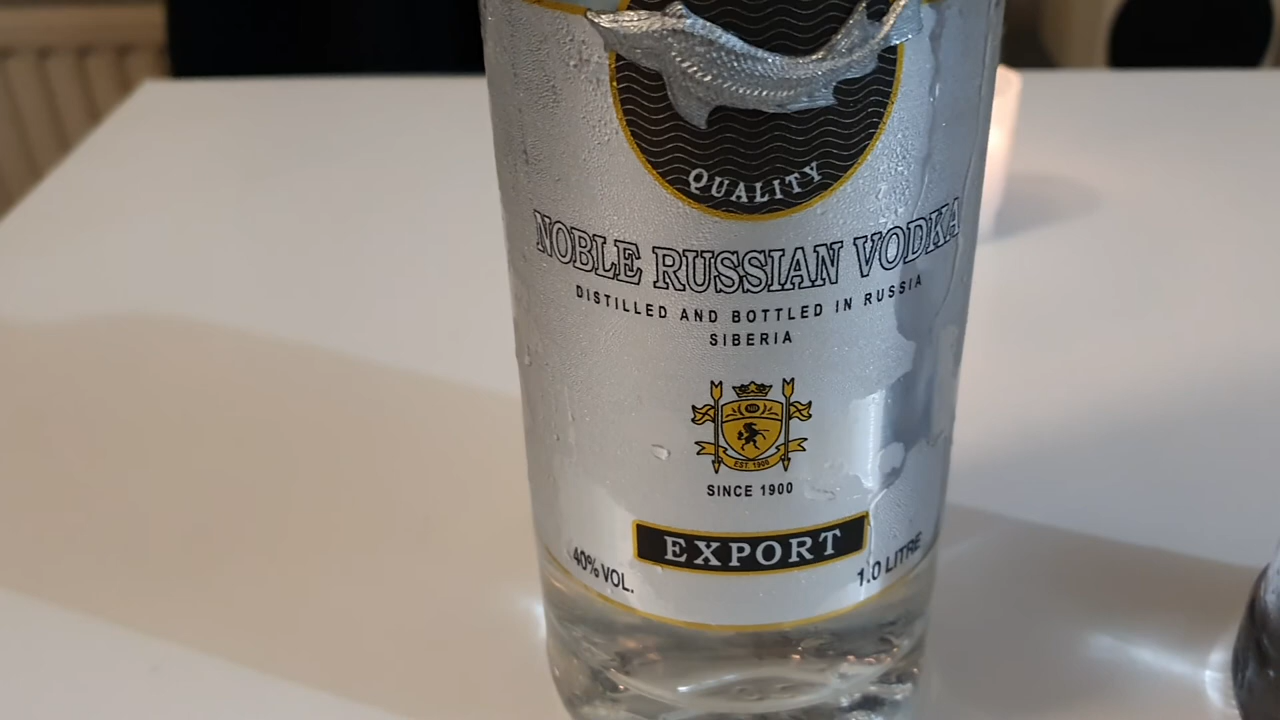 QUALITY
NOBLE RUSSIAN VODKA
DISTILLED AND BOTTLED IN RUSSIA
SIBERIA
EST. 1900
SINCE 1900
EXPORT
40% VOL.
1.0 LITRE